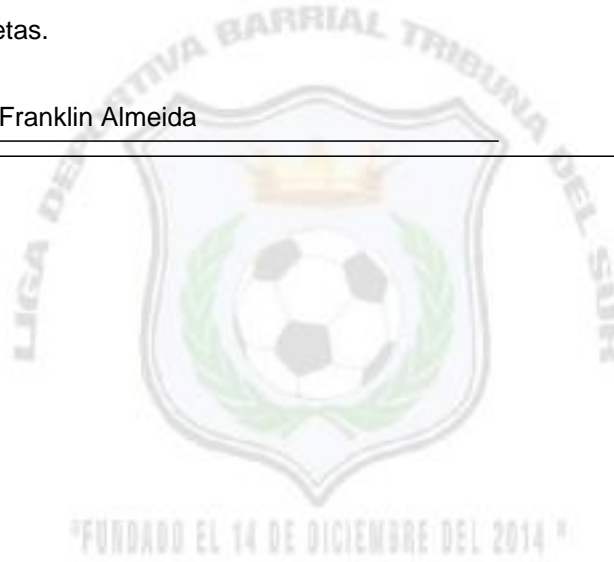 etas.
Franklin Almeida
LIGA DEPORTIVA BARRIAL TRIBUNA DEL SUR
"FUNDADO EL 14 DE DICIEMBRE DEL 2014 "